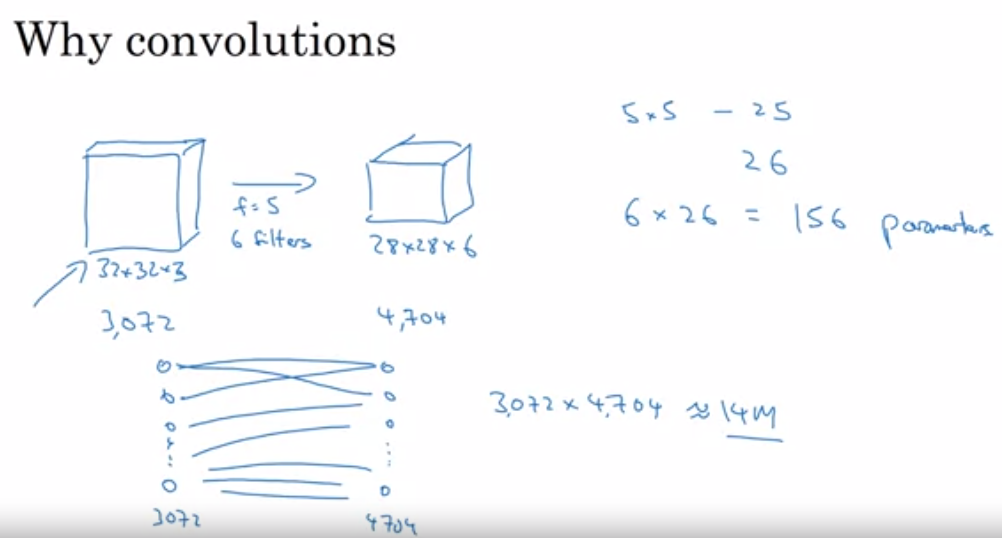 Why convolutions
5×5 - 25
26
6 × 26 = 156 parameters
f=5
6 filters
32×32×3
28×28×6
3,072
4,704
3,072 × 4,704 ≈ 14M
3072
4704